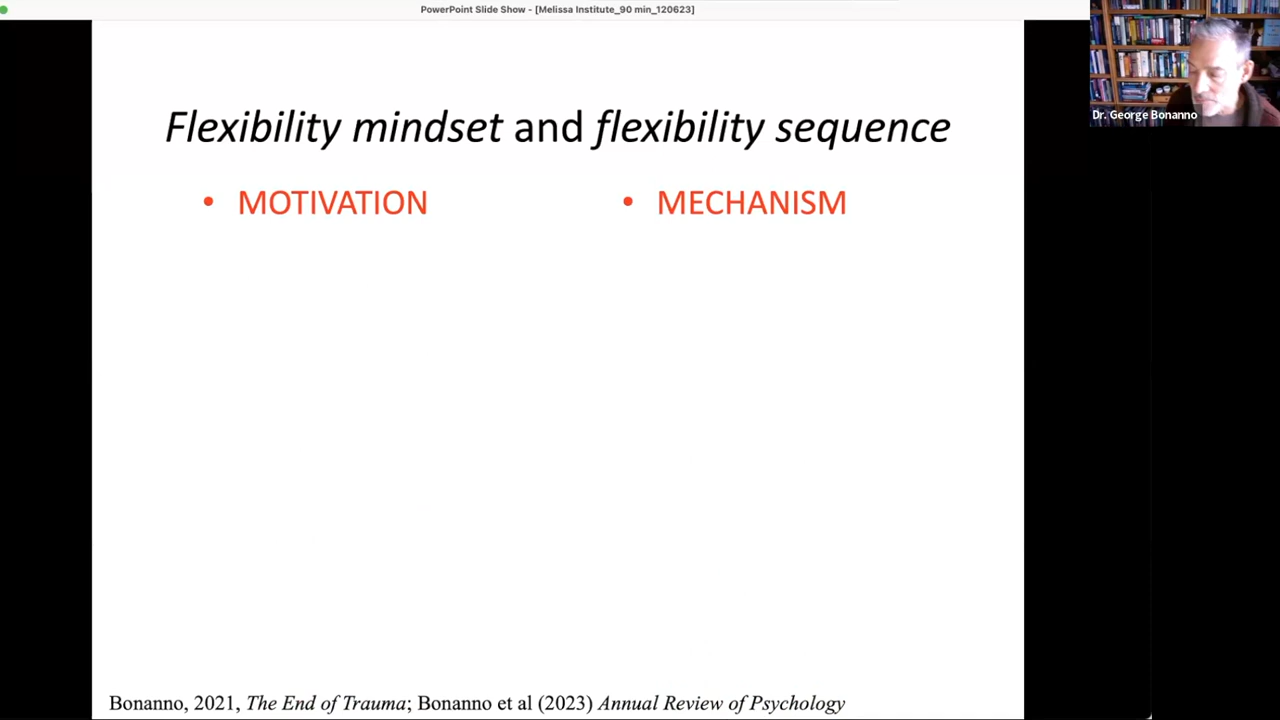 PowerPoint Slide Show - [Melissa Institute_90 min_120623]
Dr. George Bonanno
Flexibility mindset and flexibility sequence
• MOTIVATION
• MECHANISM
Bonanno, 2021, The End of Trauma; Bonanno et al (2023) Annual Review of Psychology